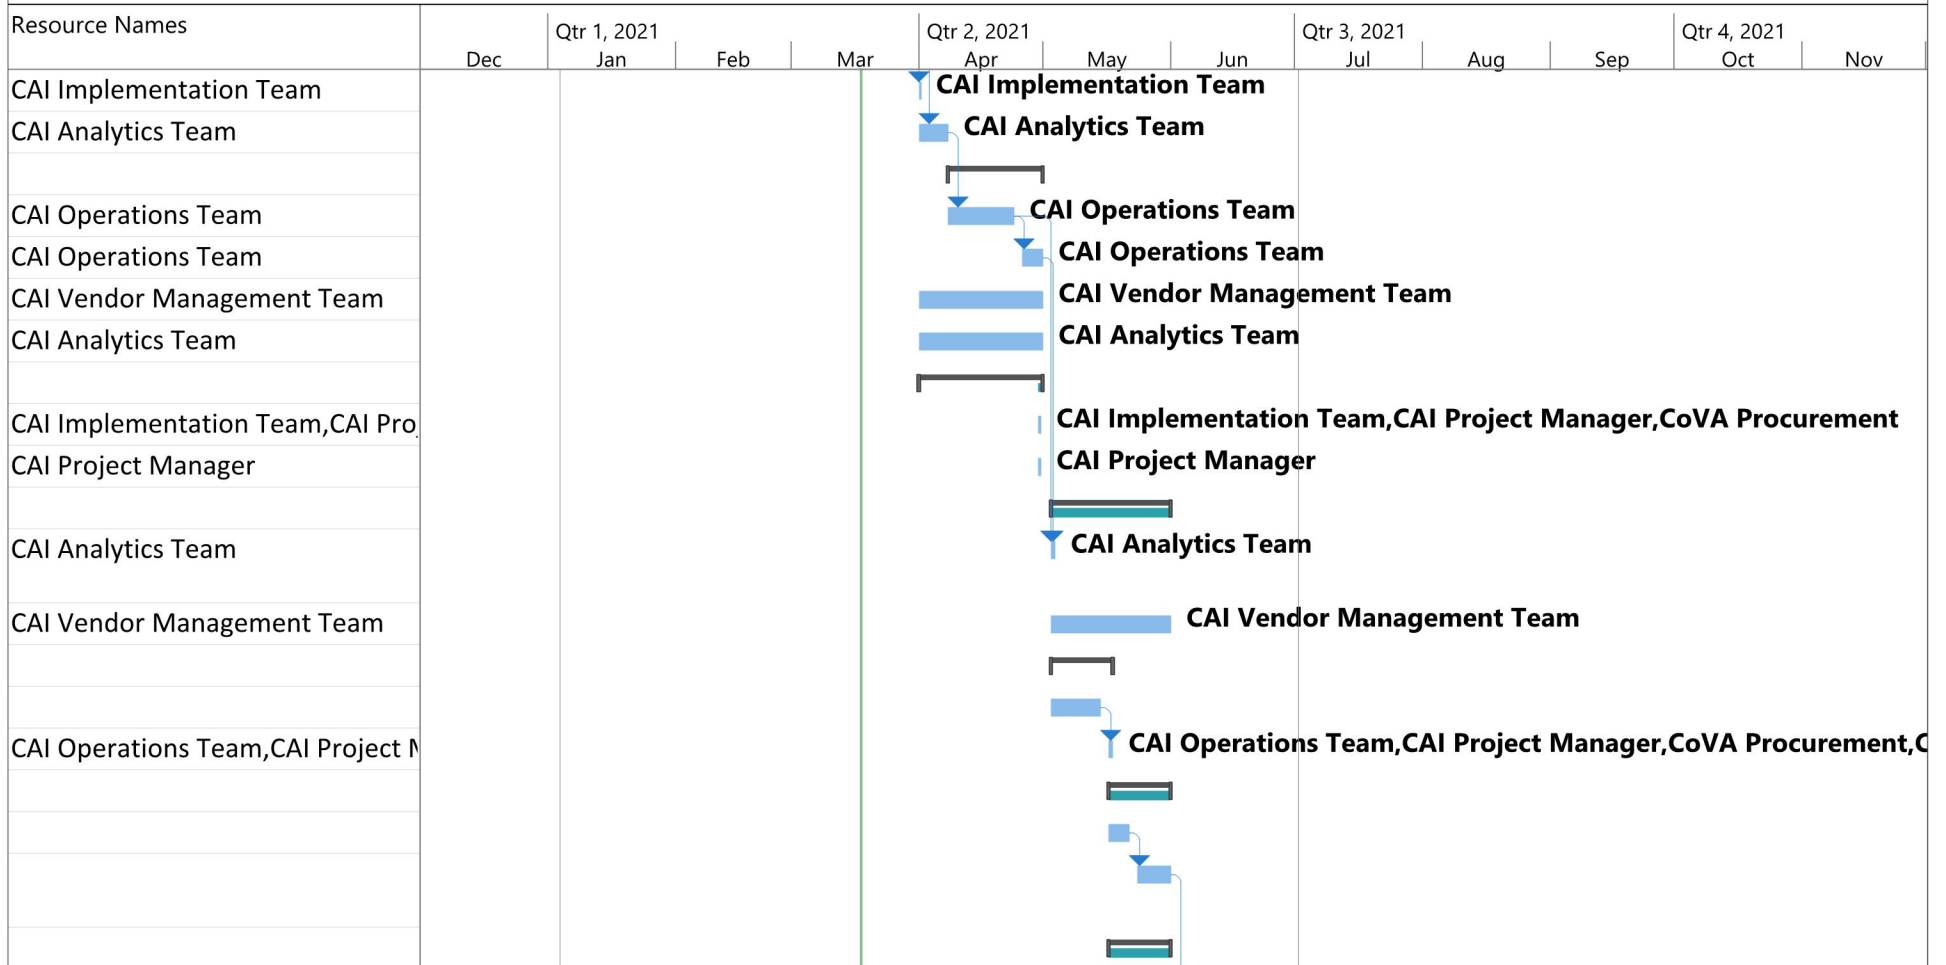 Resource Names
Qtr 1, 2021 Qtr 2, 2021 Qtr 3, 2021 Qtr 4, 2021
Dec Jan Feb Mar Apr May Jun Jul Aug Sep Oct Nov
CAI Implementation Team CAI Implementation Team
CAI Analytics Team CAI Analytics Team
CAI Operations Team CAI Operations Team
CAI Operations Team CAI Operations Team
CAI Vendor Management Team CAI Vendor Management Team
CAI Analytics Team CAI Analytics Team
CAI Implementation Team,CAI Pro CAI Implementation Team,CAI Project Manager,CoVA Procurement
CAI Project Manager CAI Project Manager
CAI Analytics Team CAI Analytics Team
CAI Vendor Management Team CAI Vendor Management Team
CAI Operations Team,CAI Project CAI Operations Team,CAI Project Manager,CoVA Procurement,